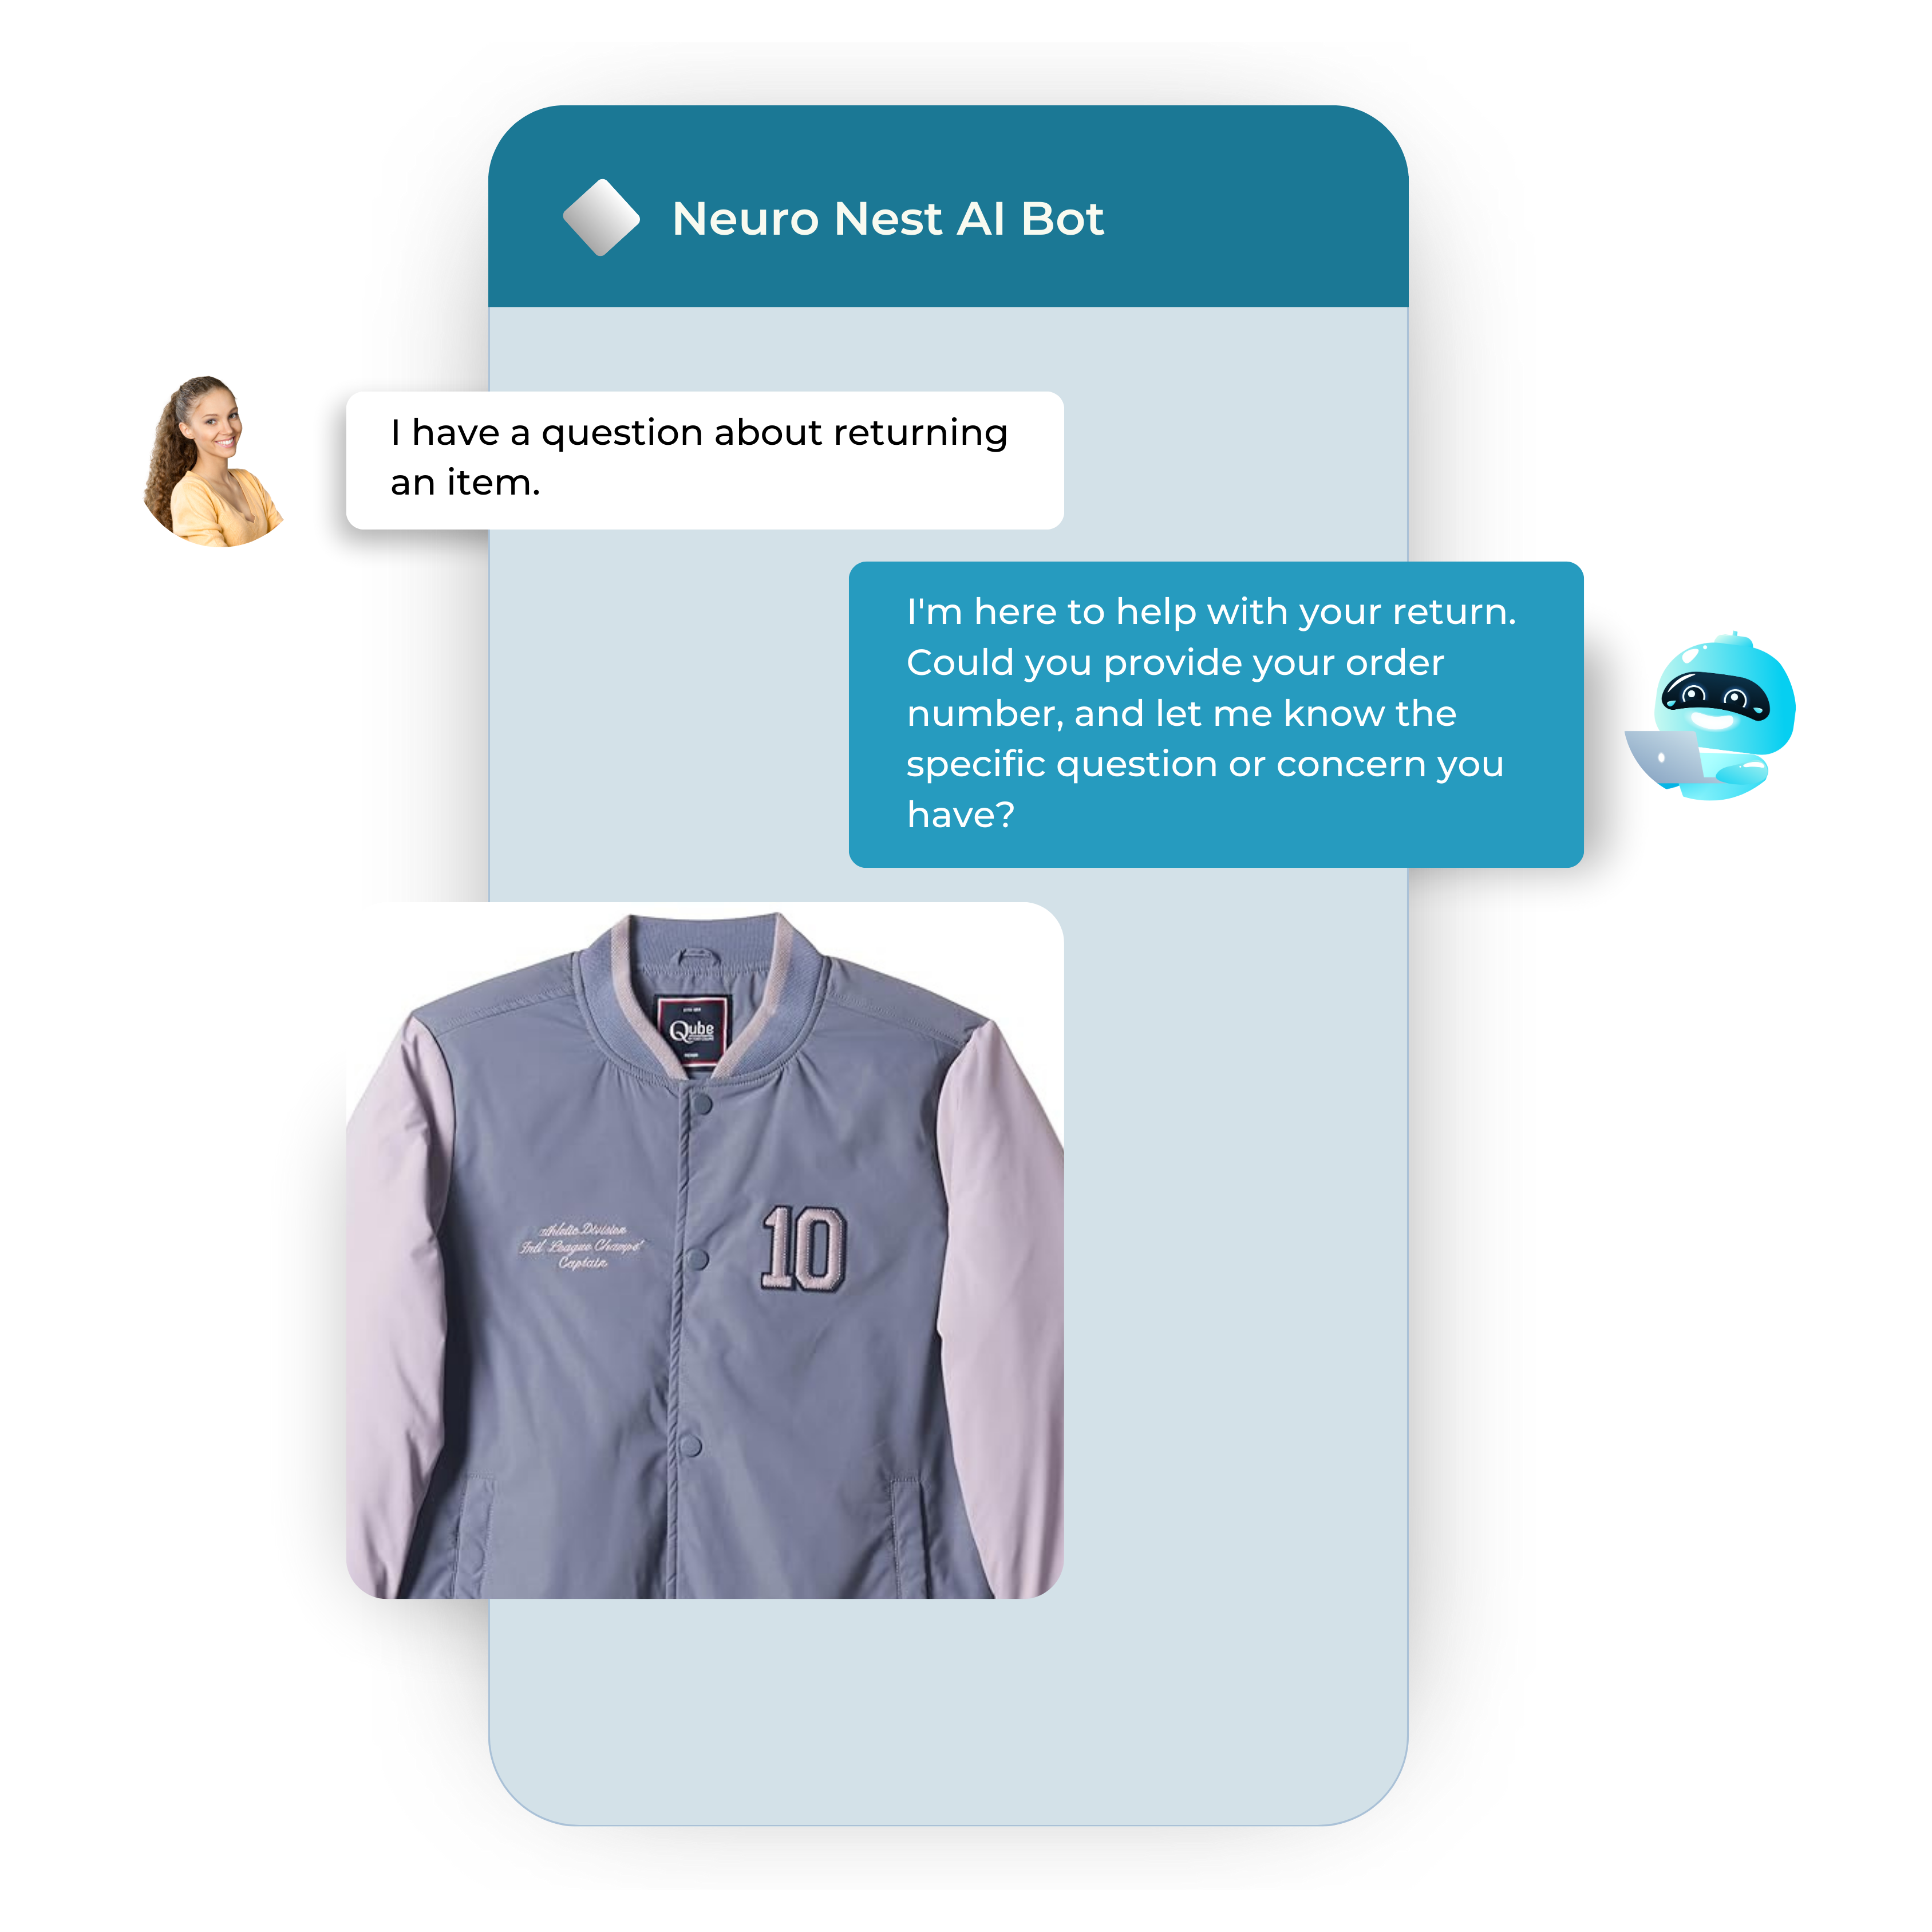 Neuro Nest AI Bot
I have a question about returning
an item.
I'm here to help with your return.
Could you provide your order
number, and let me know the
specific question or concern you
have?
Qube
10
athletic Division
Intl' League Champs'
Captain